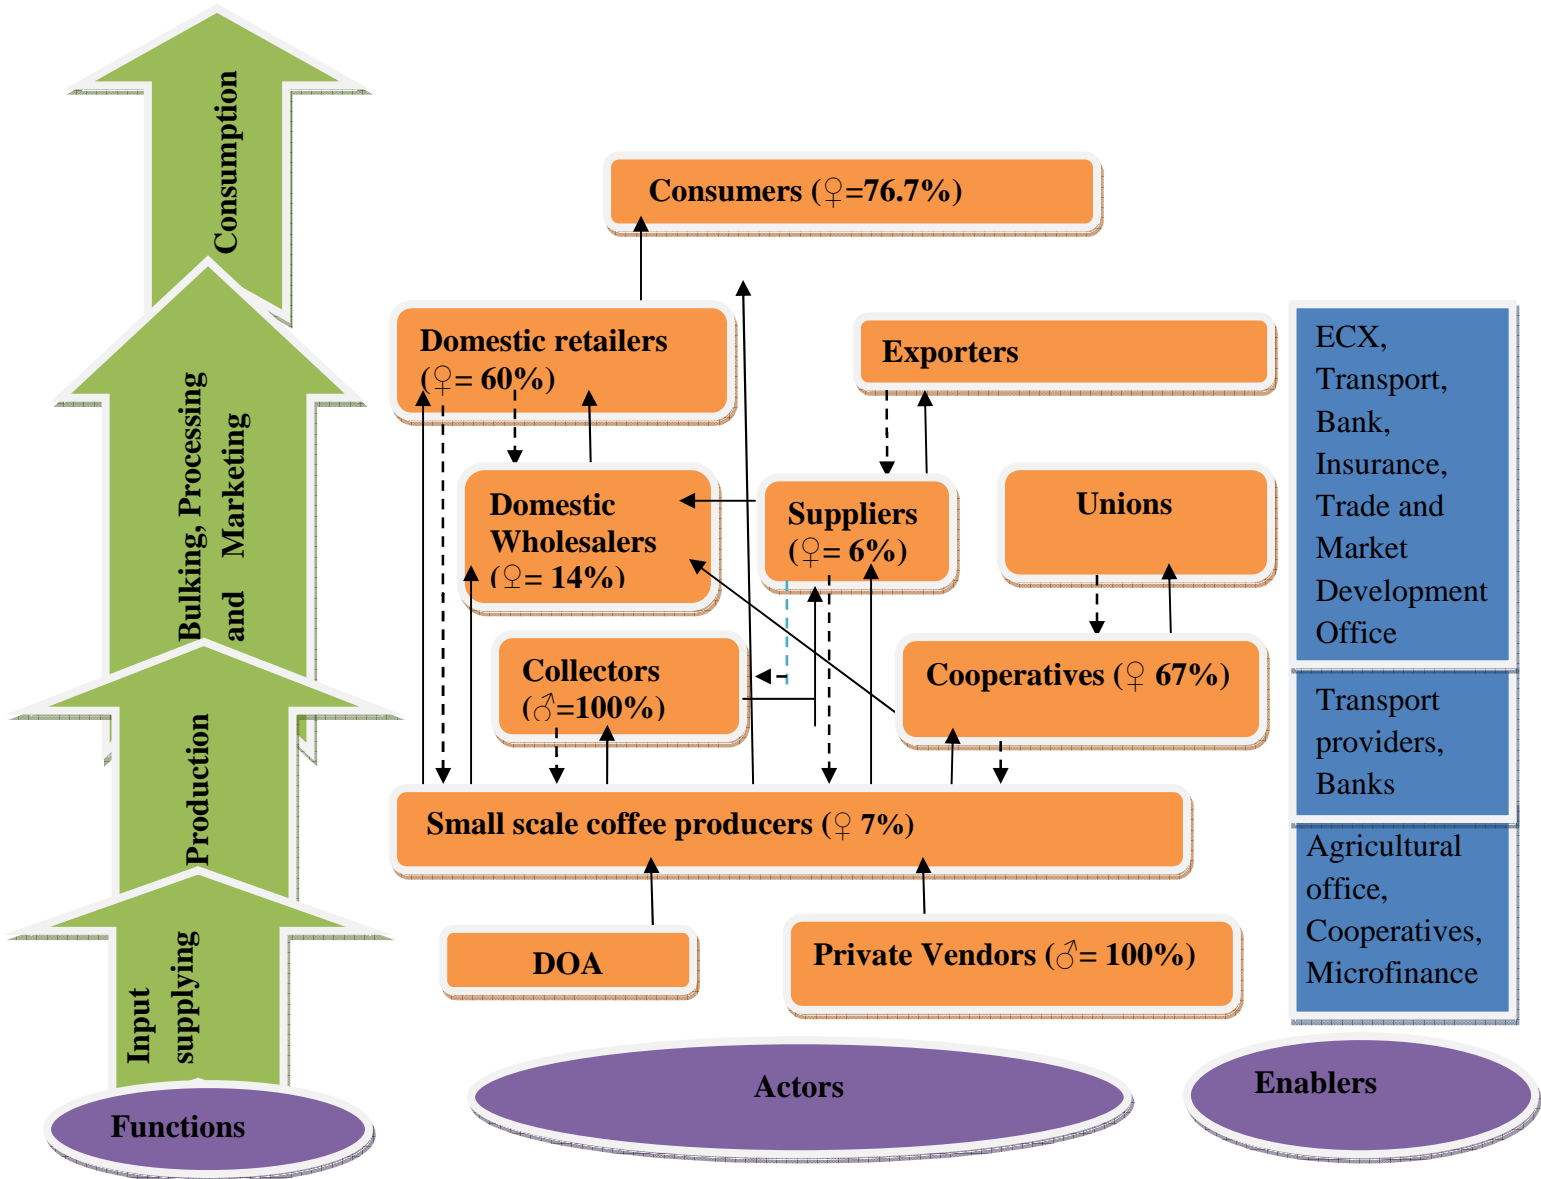 Consumption
Bulking, Processing
and Marketing
Production
Input
supplying
Functions
Consumers (♀=76.7%)
Domestic retailers
(♀= 60%)
Exporters
Domestic
Wholesalers
(♀= 14%)
Suppliers
(♀= 6%)
Unions
Collectors
(♂=100%)
Cooperatives (♀ 67%)
Small scale coffee producers (♀ 7%)
DOA
Private Vendors (♂= 100%)
Actors
ECX,
Transport,
Bank,
Insurance,
Trade and
Market
Development
Office
Transport
providers,
Banks
Agricultural
office,
Cooperatives,
Microfinance
Enablers